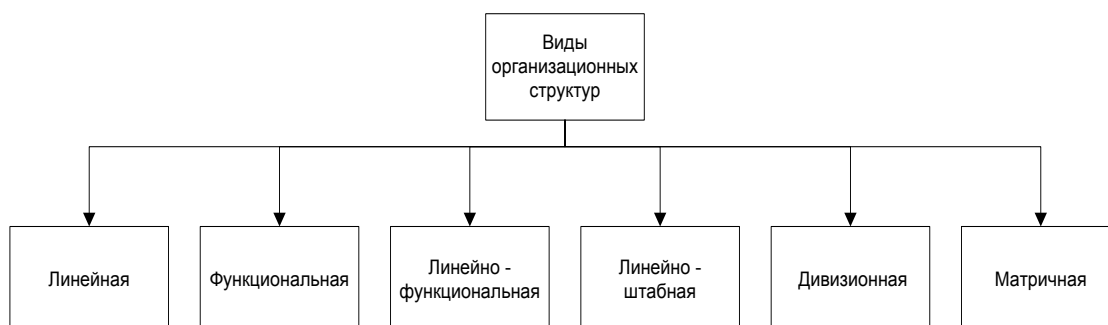 Виды
организационных
структур
Линейная
Функциональная
Линейно -
функциональная
Линейно -
штабная
Дивизионная
Матричная